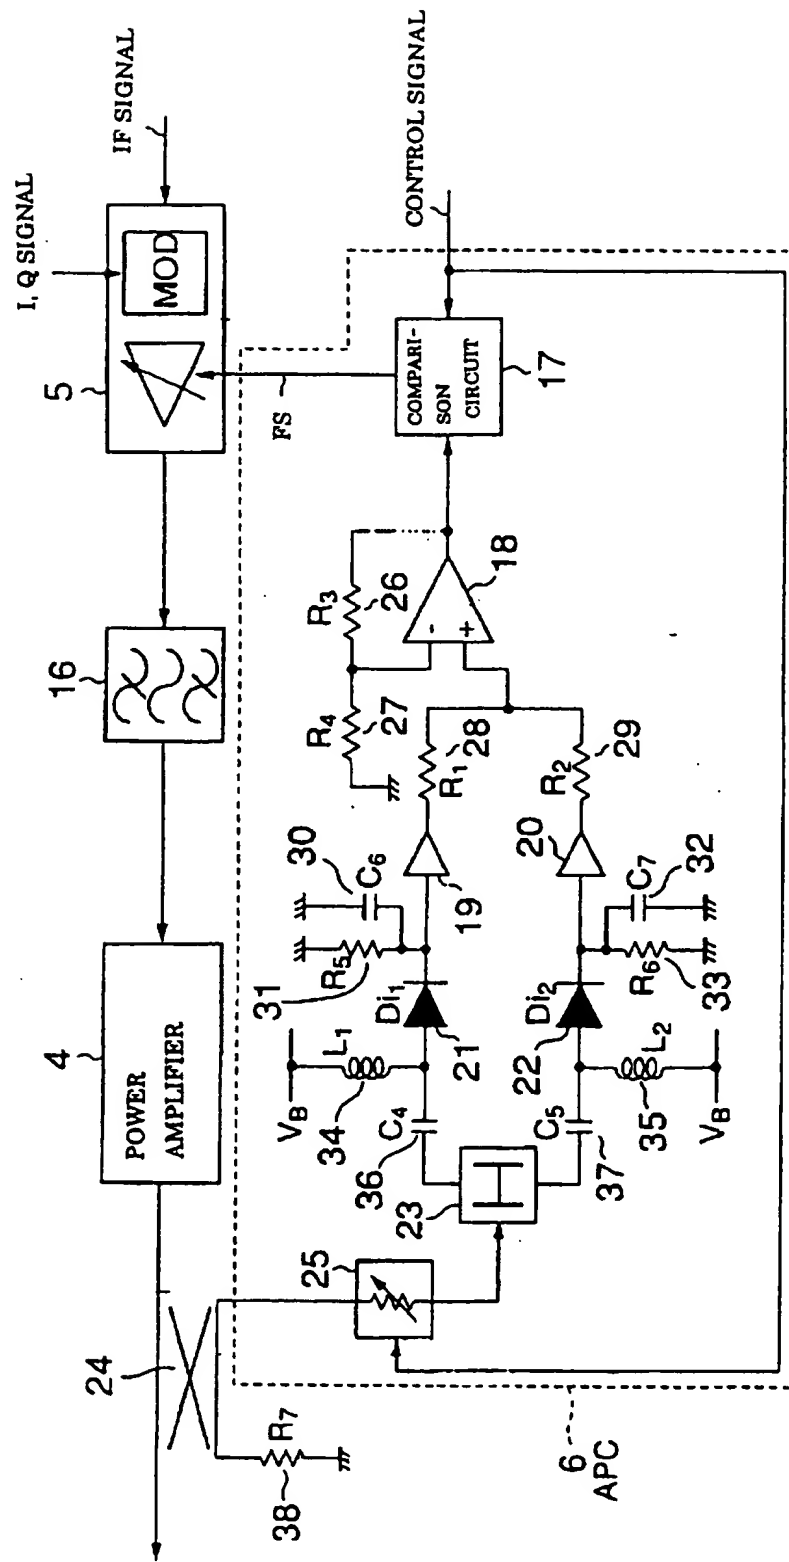 I, Q SIGNAL
IF SIGNAL
5
MOD
16
4
POWER
AMPLIFIER
24
CONTROL SIGNAL
FS
COMPARI-
SON
CIRCUIT
17
R3
26
R4
27
-
+
18
R1
28
R2
29
30
C6
R5
31
19
20
C7
32
R6
33
Di1
21
Di2
22
VB
L1
34
L2
35
VB
C4
36
C5
37
23
25
R7
38
6
APC